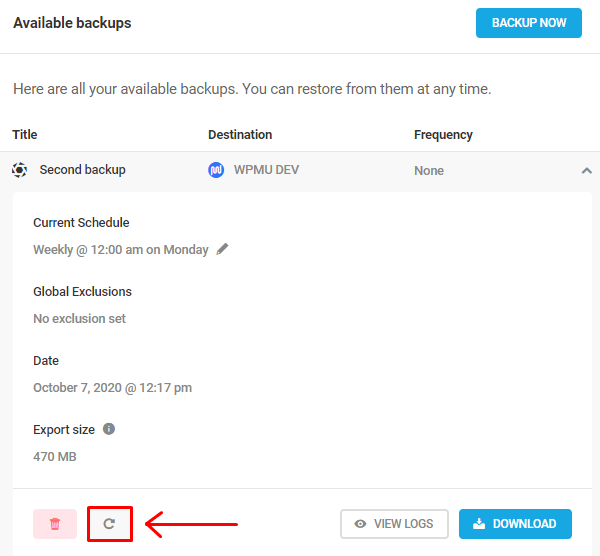 Available backups
BACKUP NOW
Here are all your available backups. You can restore from them at any time.
Title Destination Frequency
Second backup WPMU DEV None
Current Schedule
Weekly @ 12:00 am on Monday
Global Exclusions
No exclusion set
Date
October 7, 2020 @ 12:17 pm
Export size
470 MB
VIEW LOGS DOWNLOAD